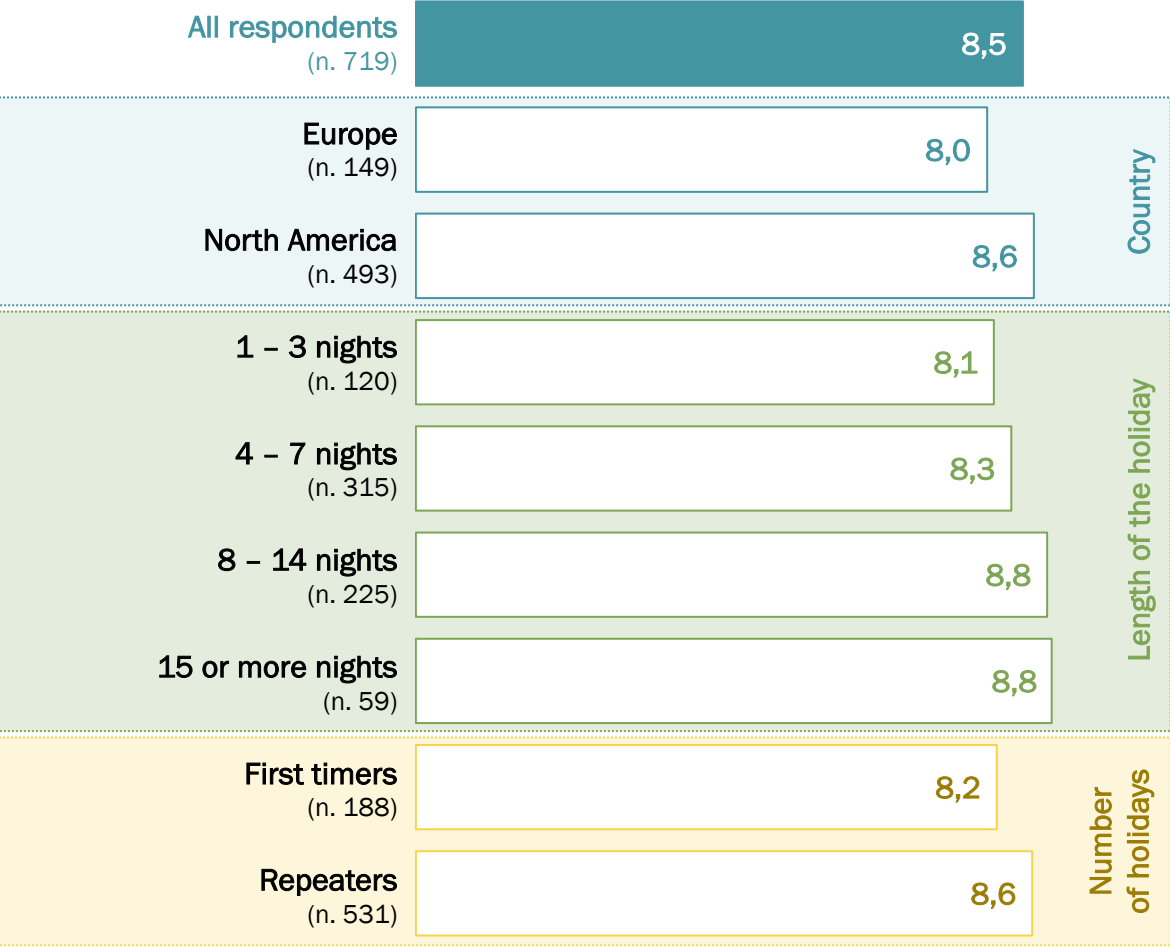 All respondents
(n. 719)
8,5
Europe
(n. 149)
8,0
North America
(n. 493)
8,6
Country
1 – 3 nights
(n. 120)
8,1
4 – 7 nights
(n. 315)
8,3
8 – 14 nights
(n. 225)
8,8
15 or more nights
(n. 59)
8,8
Length of the holiday
First timers
(n. 188)
8,2
Repeaters
(n. 531)
8,6
Number
of holidays